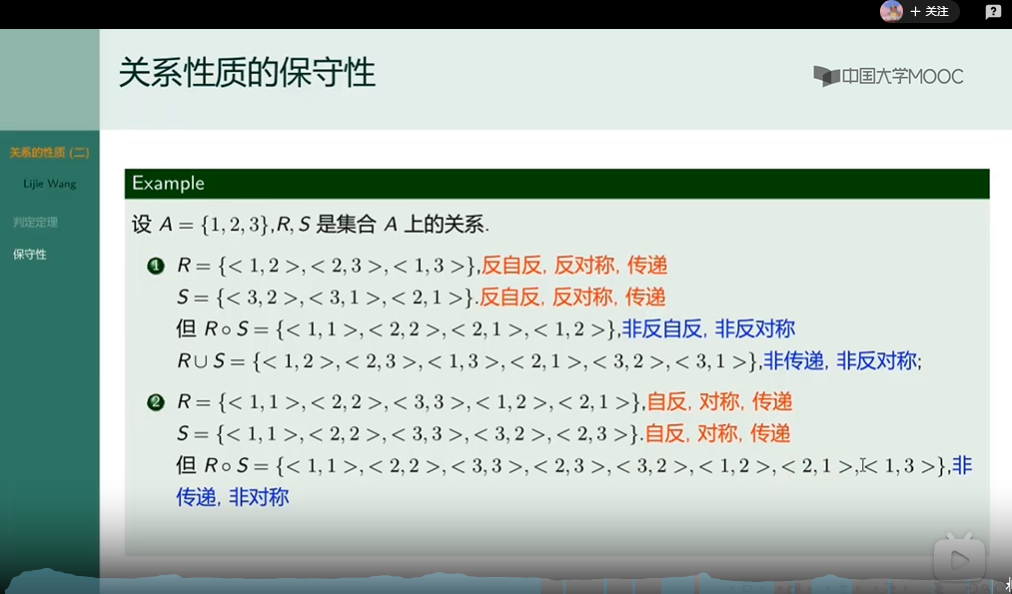 + 关注
?
关系性质的保守性
中国大学MOOC
关系的性质 (二)
Lijie Wang
判定定理
保守性
Example
设 A = {1, 2, 3},R, S 是集合 A 上的关系.
1 R = {< 1, 2 >, < 2, 3 >, < 1, 3 >},反自反, 反对称, 传递
S = {< 3, 2 >, < 3, 1 >, < 2, 1 >}.反自反, 反对称, 传递
但 R ∘ S = {< 1, 1 >, < 2, 2 >, < 2, 1 >, < 1, 2 >},非反自反, 非反对称
R ∪ S = {< 1, 2 >, < 2, 3 >, < 1, 3 >, < 2, 1 >, < 3, 2 >, < 3, 1 >},非传递, 非反对称;
2 R = {< 1, 1 >, < 2, 2 >, < 3, 3 >, < 1, 2 >, < 2, 1 >},自反, 对称, 传递
S = {< 1, 1 >, < 2, 2 >, < 3, 3 >, < 3, 2 >, < 2, 3 >}.自反, 对称, 传递
但 R ∘ S = {< 1, 1 >, < 2, 2 >, < 3, 3 >, < 2, 3 >, < 3, 2 >, < 1, 2 >, < 2, 1 >, < 1, 3 >},非
传递, 非对称